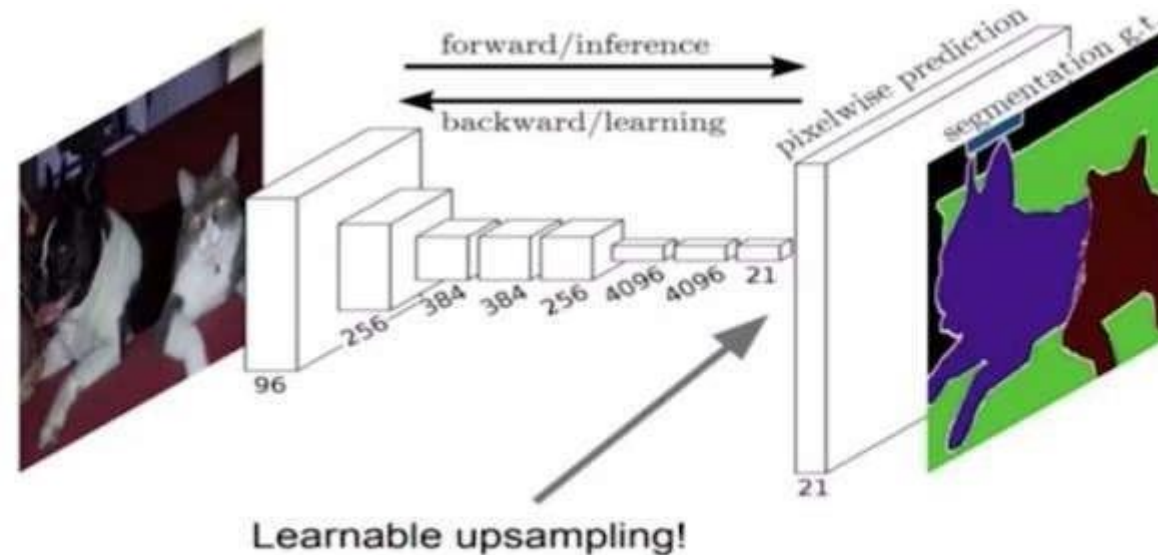 forward/inference
backward/learning
pixelwise prediction
segmentation g.t.
96
256
384
384
256
4096
4096
21
21
Learnable upsampling!